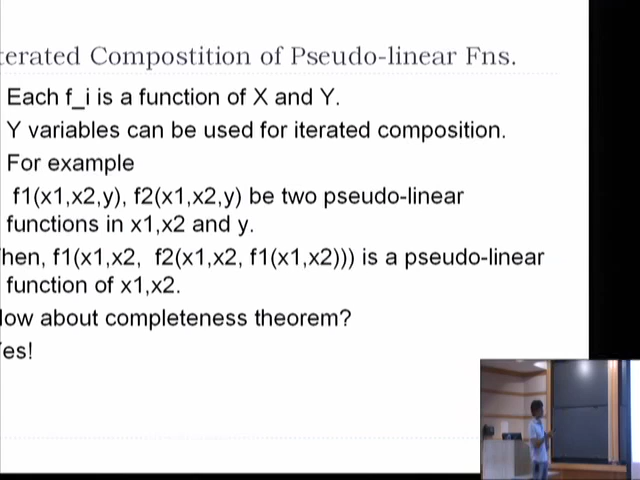 terated Compostition of Pseudo-linear Fns.
Each f_i is a function of X and Y.
Y variables can be used for iterated composition.
For example
f1(x1,x2,y), f2(x1,x2,y) be two pseudo-linear
functions in x1,x2 and y.
hen, f1(x1,x2, f2(x1,x2, f1(x1,x2))) is a pseudo-linear
function of x1,x2.
ow about completeness theorem?
es!